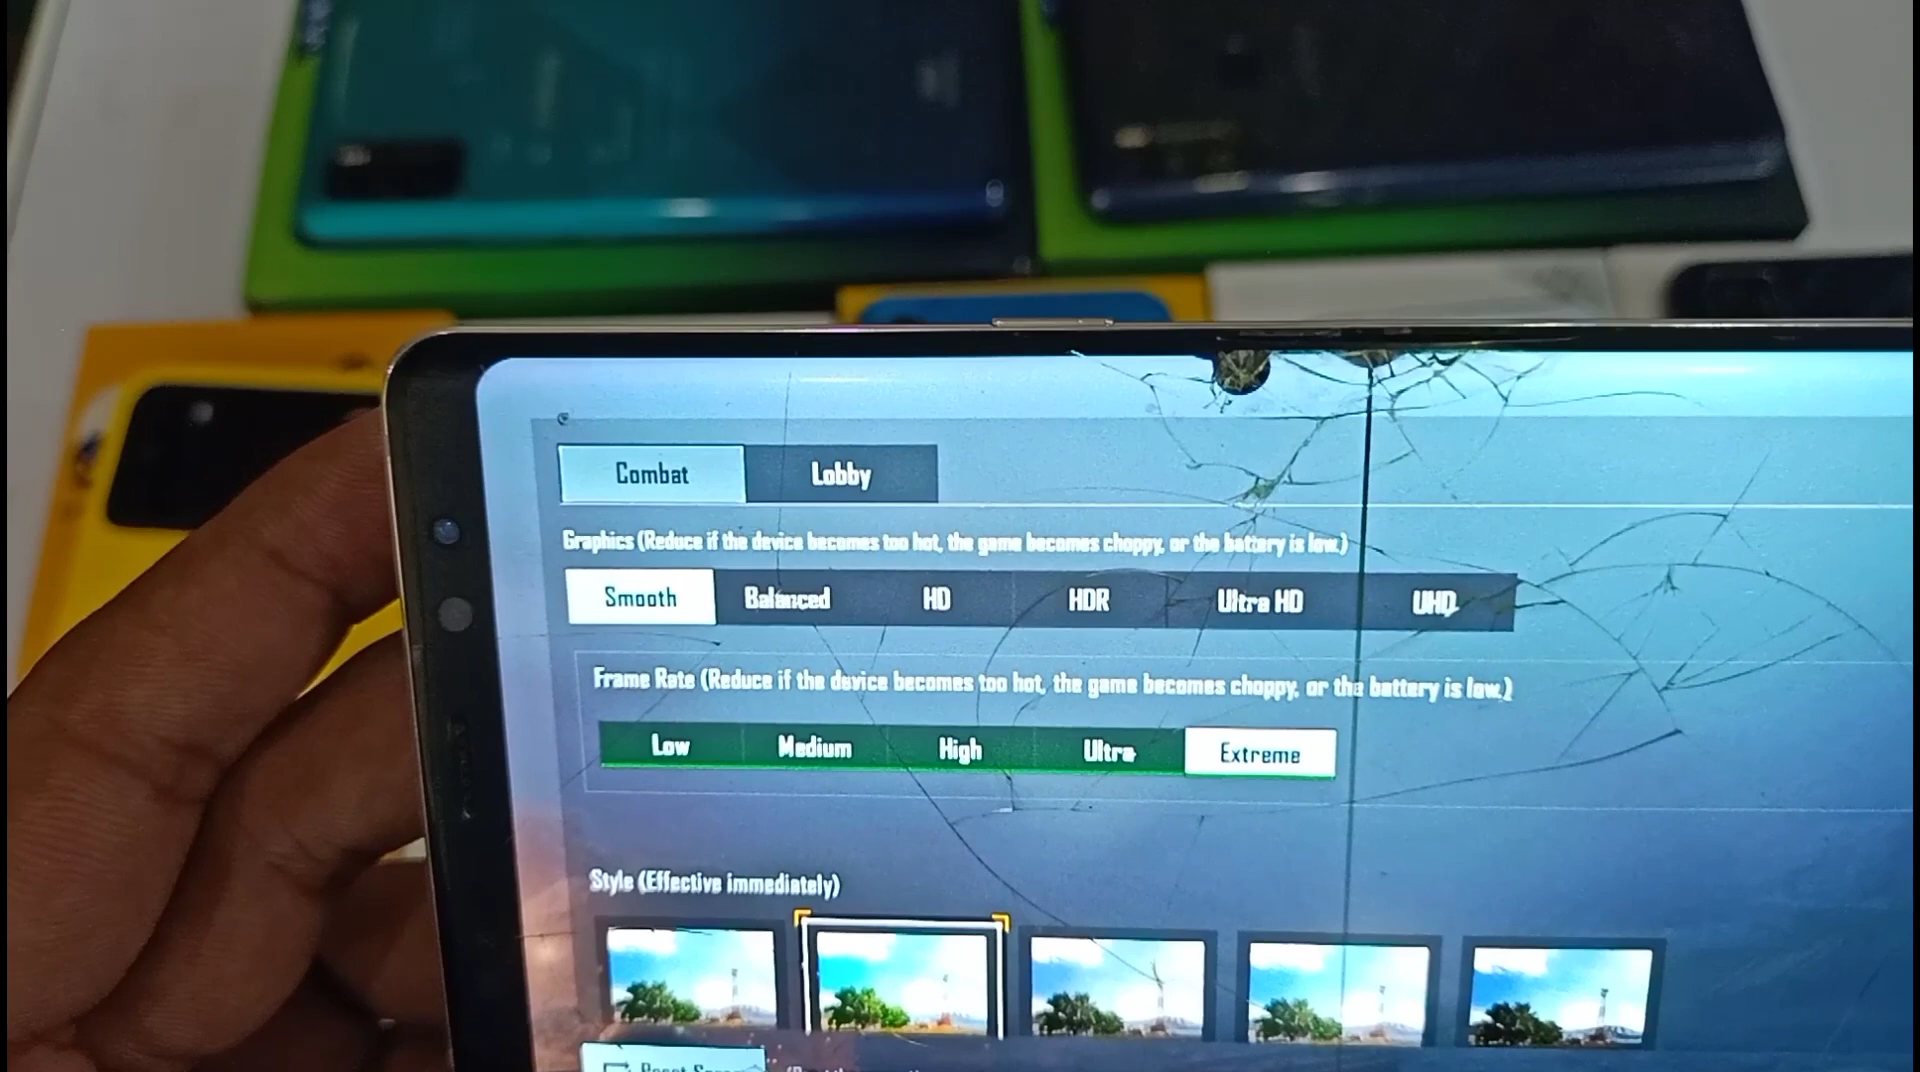 Combat Lobby
Graphics (Reduce if the device becomes too hot, the game becomes choppy, or the battery is low.)
Smooth Balanced HD HDR Ultra HD UHD
Frame Rate (Reduce if the device becomes too hot, the game becomes choppy, or the battery is low.)
Low Medium High Ultra Extreme
Style (Effective immediately)